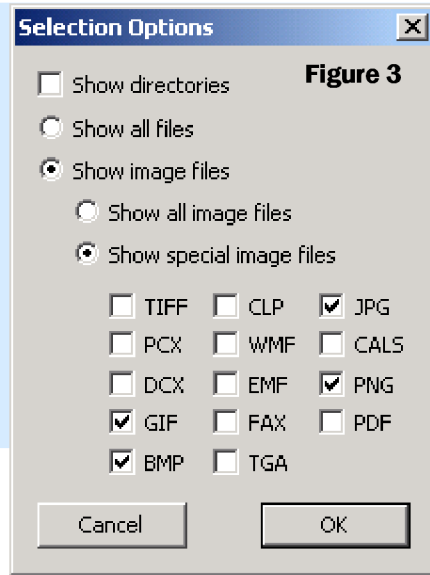 Selection Options
Figure 3
Show directories
Show all files
Show image files
Show all image files
Show special image files
TIFF CLP JPG
PCX WMF CALS
DCX EMF PNG
GIF FAX PDF
BMP TGA
Cancel OK